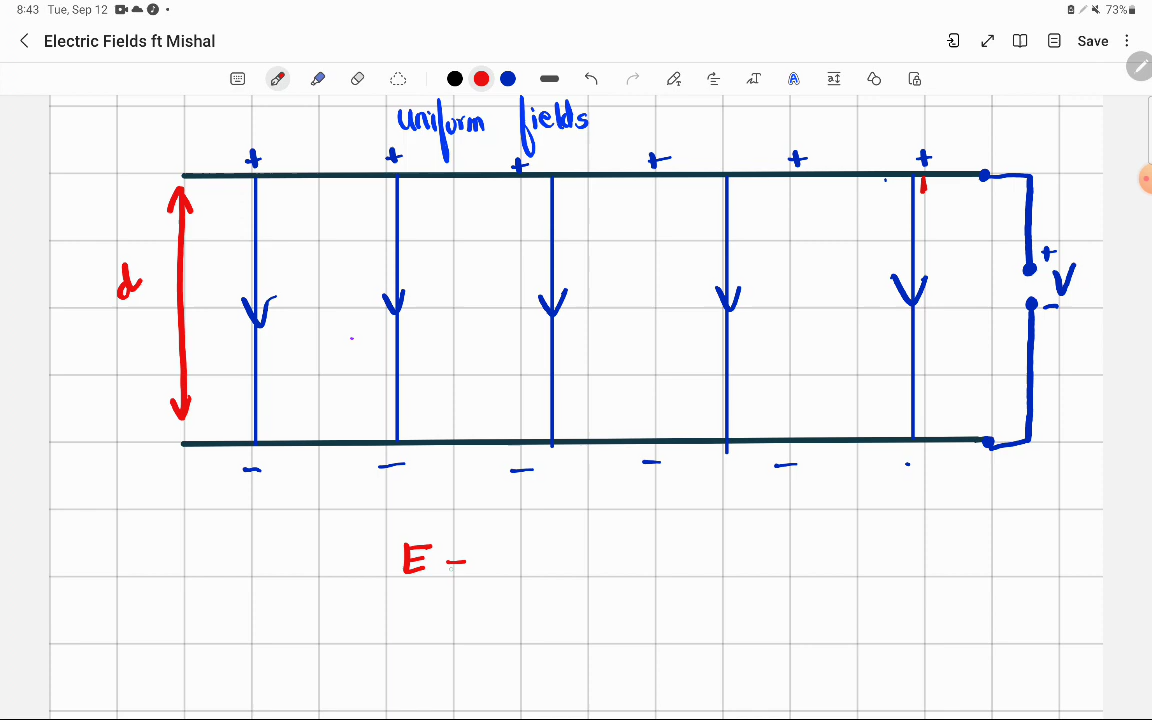 8:43 Tue, Sep 12 73%
Electric Fields ft Mishal Save
uniform fields
+ + + + + +
d
+
V
-
- - - - -
E -